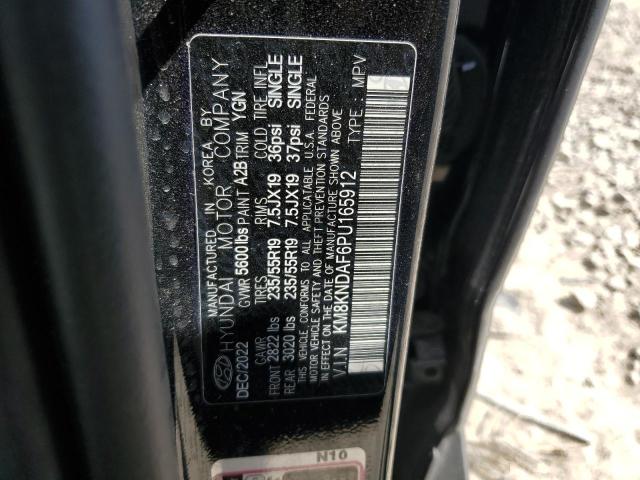 MANUFACTURED IN KOREA BY
HYUNDAI MOTOR COMPANY
DEC/2022 GVWR 5600lbs PAINT A2B TRIM YGN
GAWR TIRES RIMS COLD TIRE INFL
FRONT 2822 lbs 235/55R19 7.5JX19 36psi SINGLE
REAR 3020 lbs 235/55R19 7.5JX19 37psi SINGLE
THIS VEHICLE CONFORMS TO ALL APPLICABLE U.S.A. FEDERAL
MOTOR VEHICLE SAFETY AND THEFT PREVENTION STANDARDS
IN EFFECT ON THE DATE OF MANUFACTURE SHOWN ABOVE
V.I.N : KM8KNDAF6PU165912 TYPE : MPV
N10